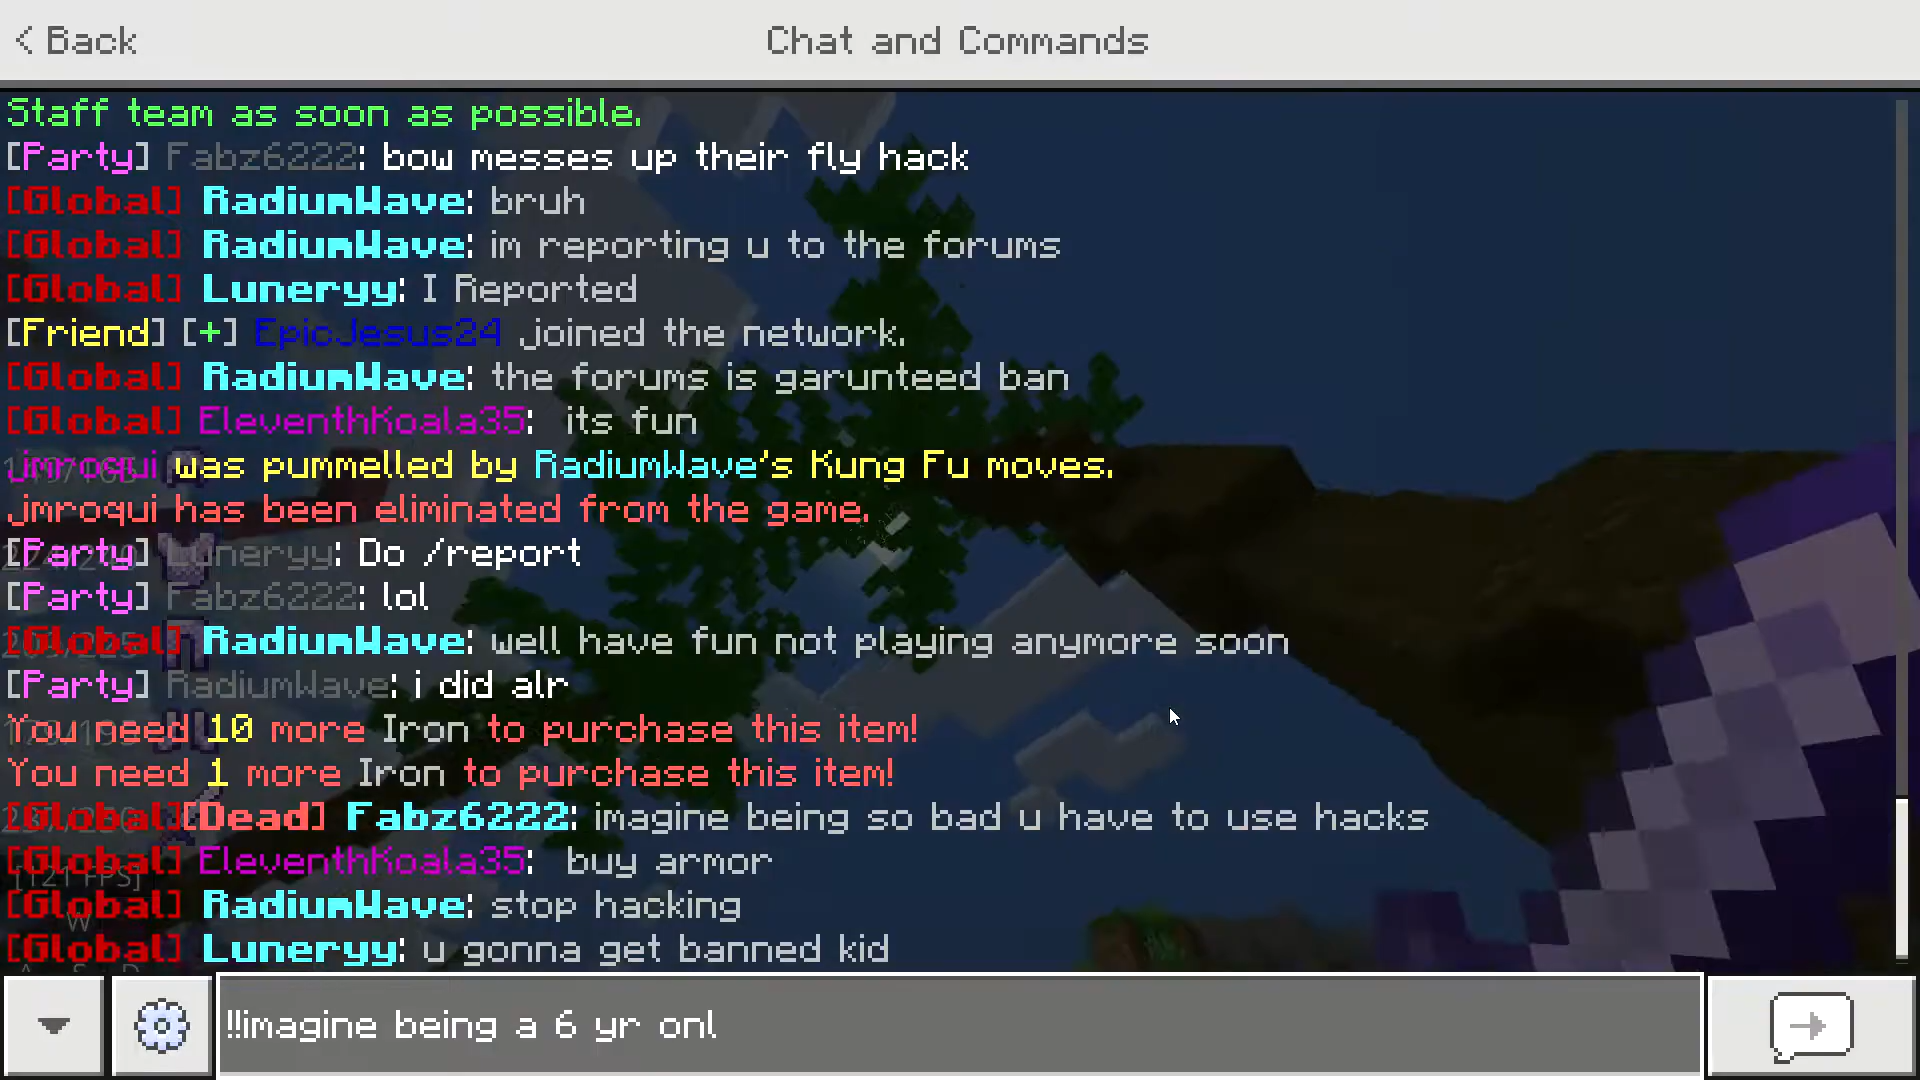 < Back
Chat and Commands
Staff team as soon as possible.
[Party] Fabz6222: bow messes up their fly hack
[Global] RadiumWave: bruh
[Global] RadiumWave: im reporting u to the forums
[Global] Luneryy: I Reported
[Friend] [+] EpicJesus24 joined the network.
[Global] RadiumWave: the forums is garunteed ban
[Global] EleventhKoala35: its fun
jmroqui was pummelled by RadiumWave's Kung Fu moves.
jmroqui has been eliminated from the game.
[Party] Luneryy: Do /report
[Party] Fabz6222: lol
[Global] RadiumWave: well have fun not playing anymore soon
[Party] RadiumWave: i did alr
You need 10 more Iron to purchase this item!
You need 1 more Iron to purchase this item!
[Global][Dead] Fabz6222: imagine being so bad u have to use hacks
[Global] EleventhKoala35: buy armor
[121 FPS]
[Global] RadiumWave: stop hacking
W
[Global] Luneryy: u gonna get banned kid
A S D
!!imagine being a 6 yr onl